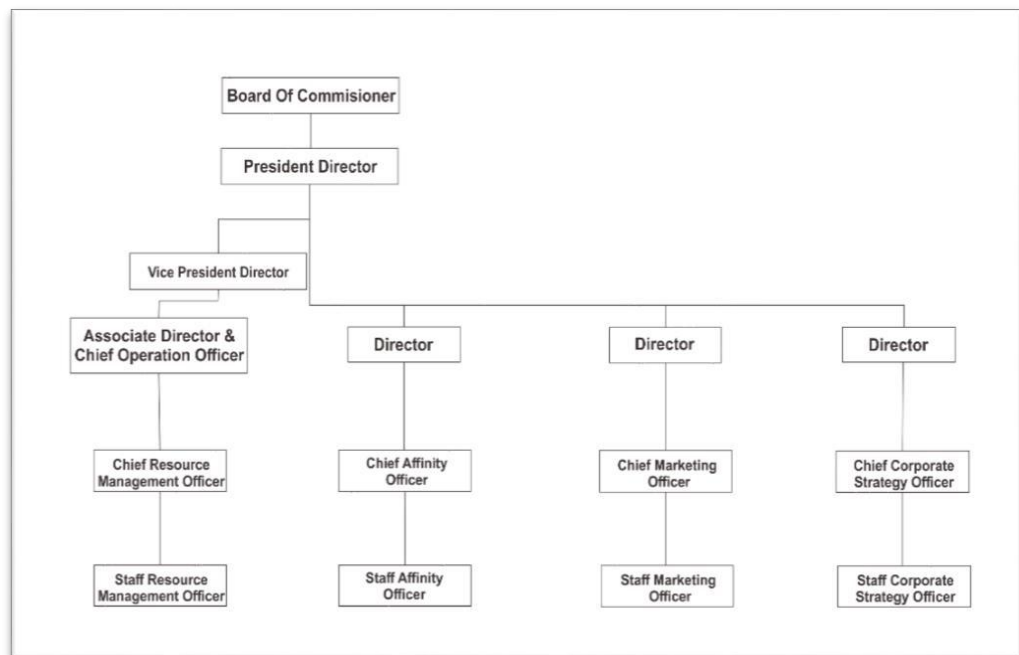 Board Of Commisioner
President Director
Vice President Director
Associate Director &
Chief Operation Officer
Director
Director
Director
Chief Resource
Management Officer
Chief Affinity
Officer
Chief Marketing
Officer
Chief Corporate
Strategy Officer
Staff Resource
Management Officer
Staff Affinity
Officer
Staff Marketing
Officer
Staff Corporate
Strategy Officer